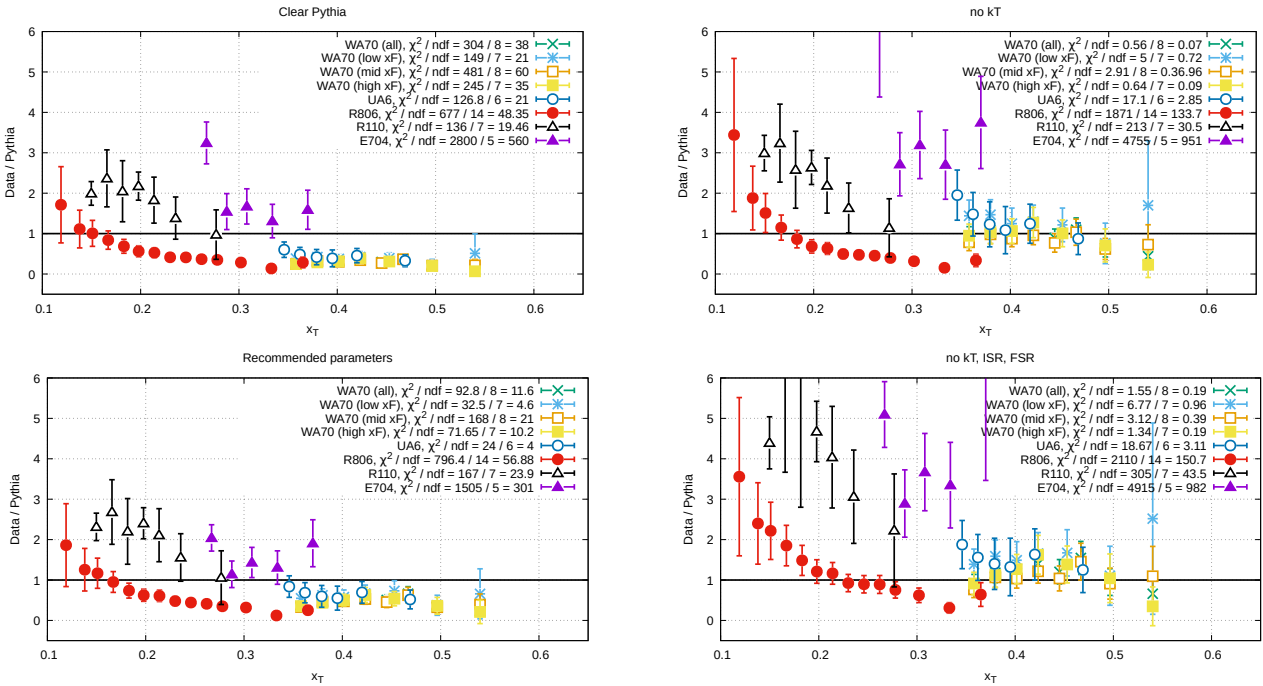 Clear Pythia
Data / Pythia
6
5
4
3
2
1
0
WA70 (all), χ² / ndf = 304 / 8 = 38
WA70 (low xF), χ² / ndf = 149 / 7 = 21
WA70 (mid xF), χ² / ndf = 481 / 8 = 60
WA70 (high xF), χ² / ndf = 245 / 7 = 35
UA6, χ² / ndf = 126.8 / 6 = 21
R806, χ² / ndf = 677 / 14 = 48.35
R110, χ² / ndf = 136 / 7 = 19.46
E704, χ² / ndf = 2800 / 5 = 560
0.1 0.2 0.3 0.4 0.5 0.6
x_T
no kT
Data / Pythia
6
5
4
3
2
1
0
WA70 (all), χ² / ndf = 0.56 / 8 = 0.07
WA70 (low xF), χ² / ndf = 5 / 7 = 0.72
WA70 (mid xF), χ² / ndf = 2.91 / 8 = 0.36.96
WA70 (high xF), χ² / ndf = 0.64 / 7 = 0.09
UA6, χ² / ndf = 17.1 / 6 = 2.85
R806, χ² / ndf = 1871 / 14 = 133.7
R110, χ² / ndf = 213 / 7 = 30.5
E704, χ² / ndf = 4755 / 5 = 951
0.1 0.2 0.3 0.4 0.5 0.6
x_T
Recommended parameters
Data / Pythia
6
5
4
3
2
1
0
WA70 (all), χ² / ndf = 92.8 / 8 = 11.6
WA70 (low xF), χ² / ndf = 32.5 / 7 = 4.6
WA70 (mid xF), χ² / ndf = 168 / 8 = 21
WA70 (high xF), χ² / ndf = 71.65 / 7 = 10.2
UA6, χ² / ndf = 24 / 6 = 4
R806, χ² / ndf = 796.4 / 14 = 56.88
R110, χ² / ndf = 167 / 7 = 23.9
E704, χ² / ndf = 1505 / 5 = 301
0.1 0.2 0.3 0.4 0.5 0.6
x_T
no kT, ISR, FSR
Data / Pythia
6
5
4
3
2
1
0
WA70 (all), χ² / ndf = 1.55 / 8 = 0.19
WA70 (low xF), χ² / ndf = 6.77 / 7 = 0.96
WA70 (mid xF), χ² / ndf = 3.12 / 8 = 0.39
WA70 (high xF), χ² / ndf = 1.34 / 7 = 0.19
UA6, χ² / ndf = 18.67 / 6 = 3.11
R806, χ² / ndf = 2110 / 14 = 150.7
R110, χ² / ndf = 305 / 7 = 43.5
E704, χ² / ndf = 4915 / 5 = 982
0.1 0.2 0.3 0.4 0.5 0.6
x_T